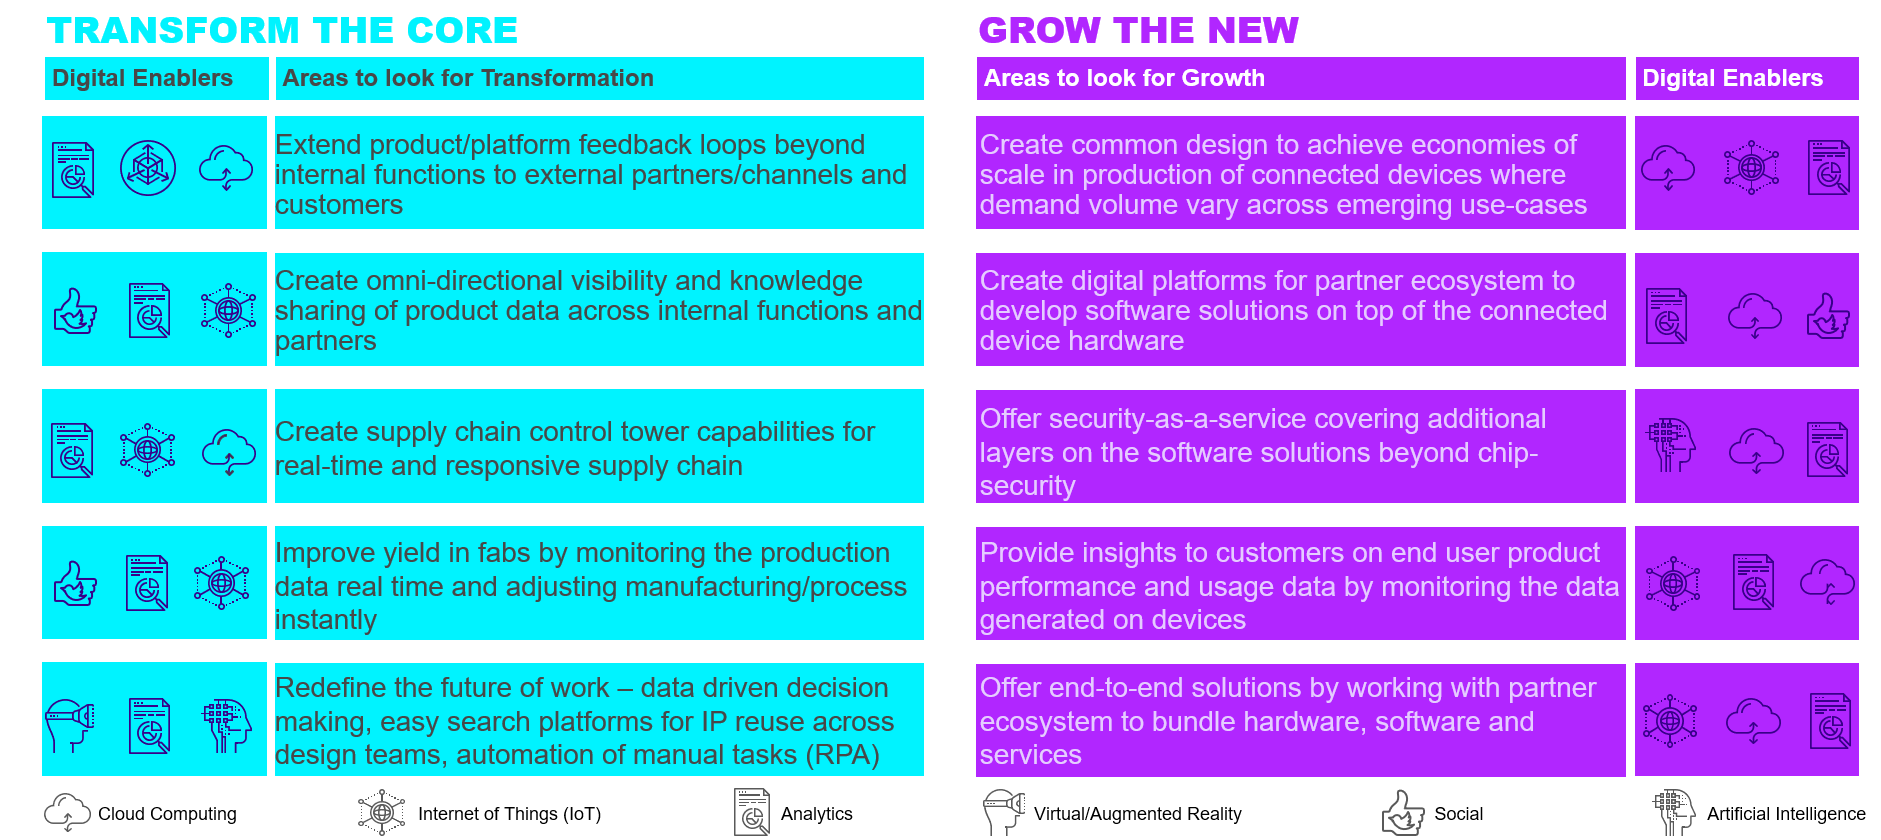 TRANSFORM THE CORE
Digital Enablers
Areas to look for Transformation
Extend product/platform feedback loops beyond
internal functions to external partners/channels and
customers
Create omni-directional visibility and knowledge
sharing of product data across internal functions and
partners
Create supply chain control tower capabilities for
real-time and responsive supply chain
Improve yield in fabs by monitoring the production
data real time and adjusting manufacturing/process
instantly
Redefine the future of work – data driven decision
making, easy search platforms for IP reuse across
design teams, automation of manual tasks (RPA)
GROW THE NEW
Areas to look for Growth
Digital Enablers
Create common design to achieve economies of
scale in production of connected devices where
demand volume vary across emerging use-cases
Create digital platforms for partner ecosystem to
develop software solutions on top of the connected
device hardware
Offer security-as-a-service covering additional
layers on the software solutions beyond chip-
security
Provide insights to customers on end user product
performance and usage data by monitoring the data
generated on devices
Offer end-to-end solutions by working with partner
ecosystem to bundle hardware, software and
services
Cloud Computing
Internet of Things (IoT)
Analytics
Virtual/Augmented Reality
Social
Artificial Intelligence